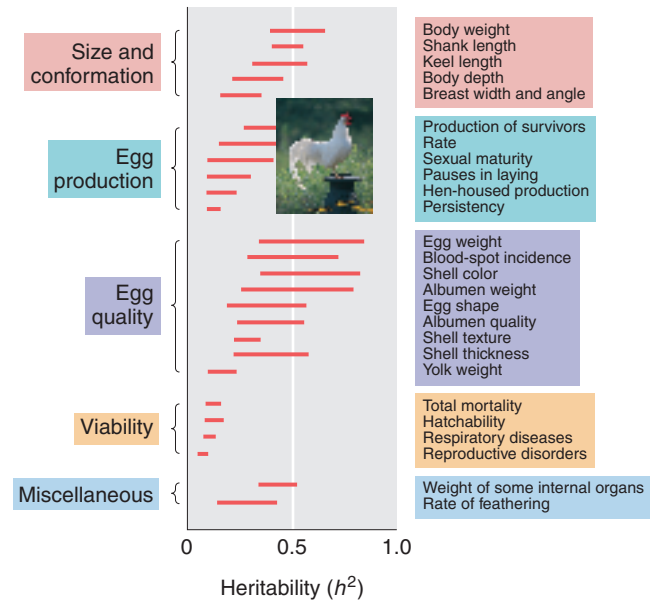 Size and
conformation
Body weight
Shank length
Keel length
Body depth
Breast width and angle
Egg
production
Production of survivors
Rate
Sexual maturity
Pauses in laying
Hen-housed production
Persistency
Egg
quality
Egg weight
Blood-spot incidence
Shell color
Albumen weight
Egg shape
Albumen quality
Shell texture
Shell thickness
Yolk weight
Viability
Total mortality
Hatchability
Respiratory diseases
Reproductive disorders
Miscellaneous
Weight of some internal organs
Rate of feathering
0 0.5 1.0
Heritability (h²)